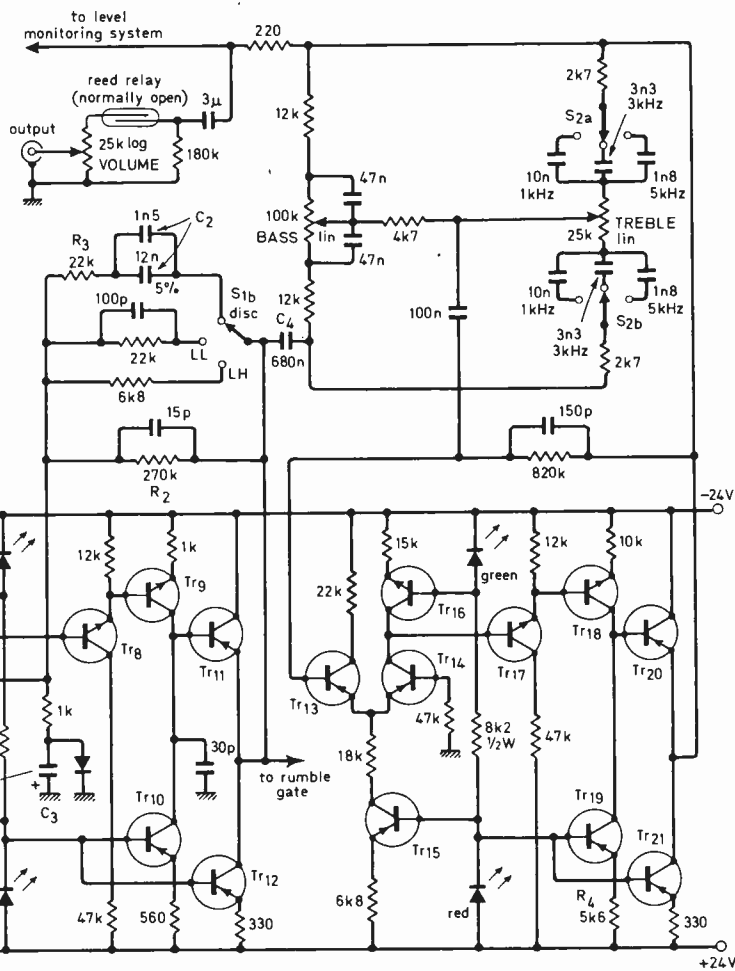 to level
monitoring system
220
reed relay
(normally open)
3µ
output
25k log
VOLUME
180k
12k
2k7
3n3
3kHz
S2a
10n
1kHz
1n8
5kHz
47n
100k
BASS
lin
47n
4k7
TREBLE
lin
25k
1n5
C2
R3
22k
12n
5%
S1b
disc
12k
C4
680n
100n
10n
1kHz
3n3
3kHz
1n8
5kHz
S2b
2k7
100p
22k
LL
LH
6k8
15p
270k
R2
150p
820k
−24V
12k
1k
Tr9
Tr8
Tr11
22k
15k
green
Tr16
12k
10k
Tr18
Tr17
Tr20
Tr13
Tr14
47k
8k2
½W
47k
1k
30p
to rumble
gate
18k
C3
+
Tr10
Tr12
Tr15
Tr19
Tr21
47k
560
330
6k8
red
R4
5k6
330
+24V